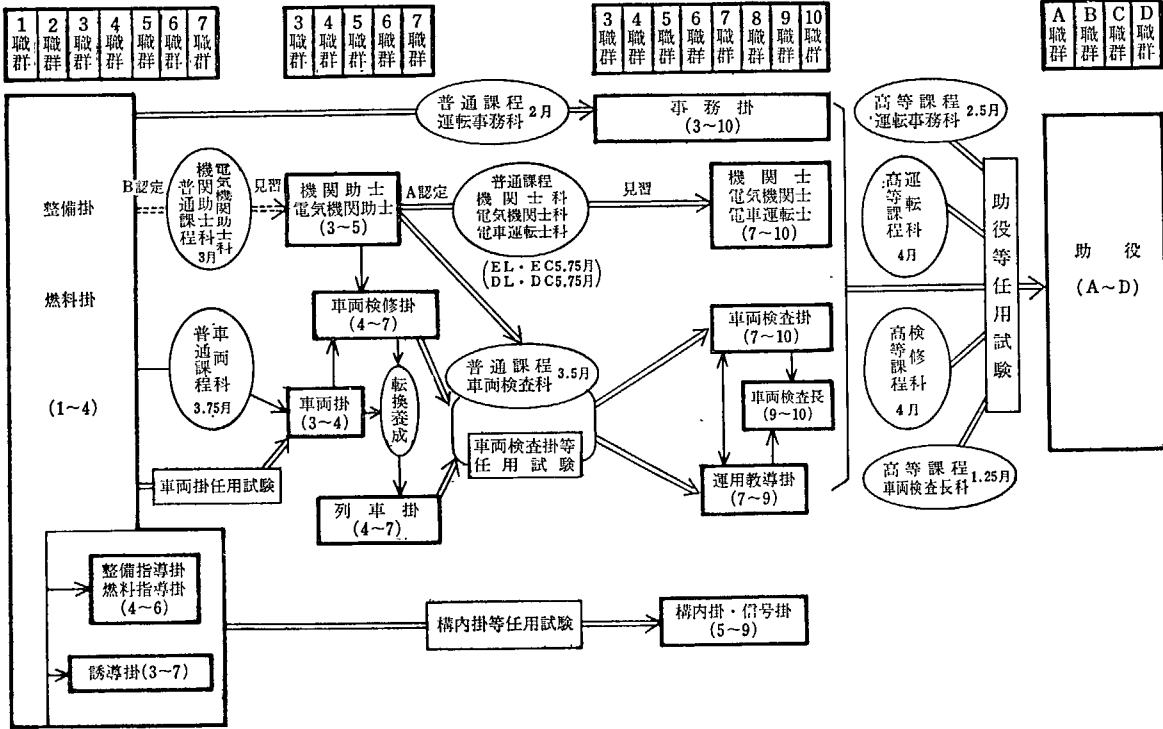 1職群 2職群 3職群 4職群 5職群 6職群 7職群
3職群 4職群 5職群 6職群 7職群
3職群 4職群 5職群 6職群 7職群 8職群 9職群 10職群
A職群 B職群 C職群 D職群
整備掛
燃料掛
(1~4)
普通課程
運転事務科
2月
事務掛
(3~10)
B認定
電気機関助士科
機関助士科
普通課程
3月
見習
機関助士
電気機関助士
(3~5)
A認定
普通課程
機関士科
電気機関士科
電車運転士科
(EL・EC5.75月)
(DL・DC5.75月)
見習
機関士
電気機関士
電車運転士
(7~10)
車両検修掛
(4~7)
車両科
普通課程
3.75月
車両掛
(3~4)
転換養成
車両掛任用試験
列車掛
(4~7)
普通課程
車両検査科
3.5月
車両検査掛等
任用試験
車両検査掛
(7~10)
車両検査長
(9~10)
運用教導掛
(7~9)
整備指導掛
燃料指導掛
(4~6)
誘導掛(3~7)
構内掛等任用試験
構内掛・信号掛
(5~9)
高等課程
運転事務科
2.5月
運転科
高等課程
4月
検修科
高等課程
4月
高等課程
車両検査長科
1.25月
助役等任用試験
助役
(A~D)